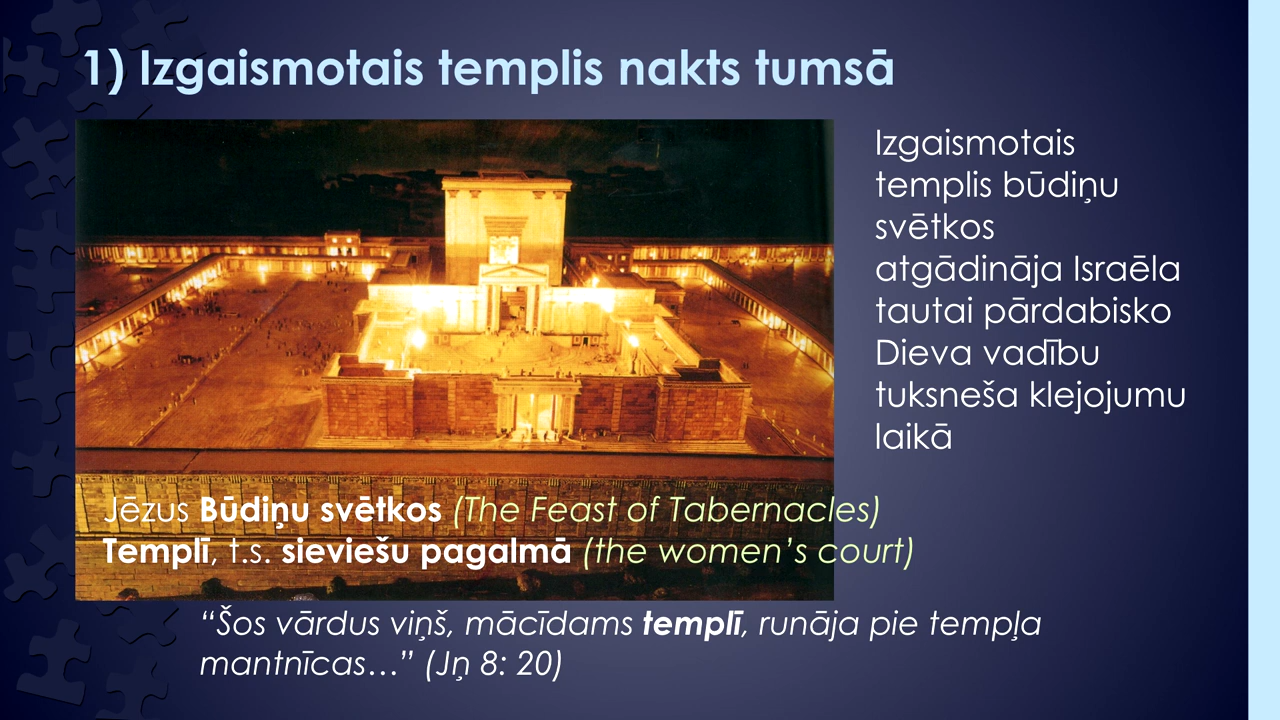 1) Izgaismotais templis nakts tumsā
Izgaismotais
templis būdiņu
svētkos
atgādināja Israēla
tautai pārdabisko
Dieva vadību
tuksneša klejojumu
laikā
Jēzus Būdiņu svētkos (The Feast of Tabernacles)
Templī, t.s. sieviešu pagalmā (the women’s court)
“Šos vārdus viņš, mācīdams templī, runāja pie tempļa
mantnīcas…” (Jņ 8: 20)